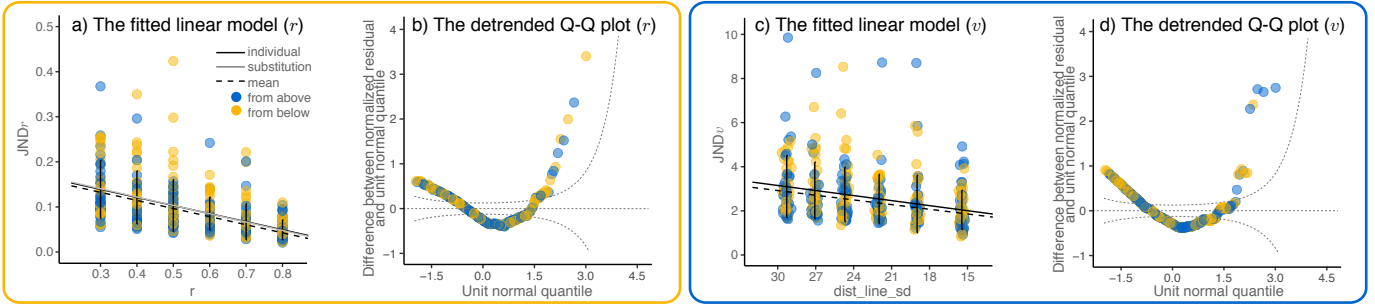 a) The fitted linear model (r)
0.5
0.4
0.3
0.2
0.1
0.0
JNDr
individual
substitution
mean
from above
from below
0.3 0.4 0.5 0.6 0.7 0.8
r
b) The detrended Q-Q plot (r)
Difference between normalized residual
and unit normal quantile
4
3
2
1
0
−1
−1.5 0.0 1.5 3.0 4.5
Unit normal quantile
c) The fitted linear model (v)
10
8
6
4
2
0
JNDv
30 27 24 21 18 15
dist_line_sd
d) The detrended Q-Q plot (v)
Difference between normalized residual
and unit normal quantile
4
3
2
1
0
−1
−1.5 0.0 1.5 3.0 4.5
Unit normal quantile